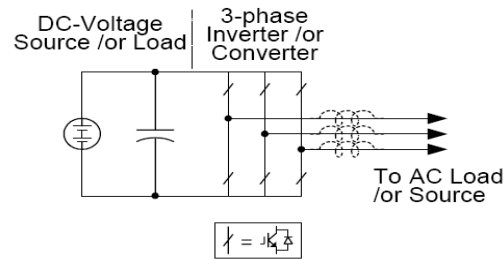 DC-Voltage
Source /or Load
3-phase
Inverter /or
Converter
To AC Load
/or Source
=